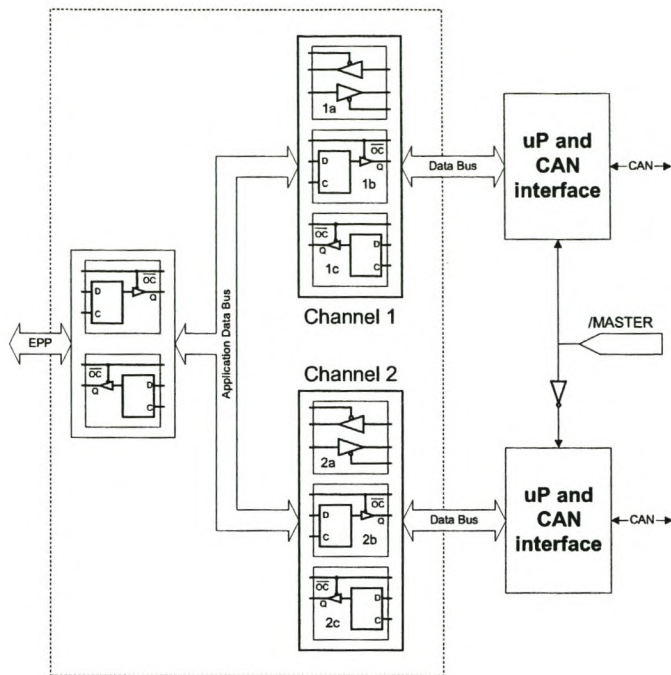 1a
D
C
1b
OC
Q
OC
Q
1c
D
C
Channel 1
Data Bus
uP and
CAN
interface
CAN
D
C
OC
Q
OC
Q
D
C
EPP
Application Data Bus
/MASTER
Channel 2
2a
D
C
2b
OC
Q
OC
Q
2c
D
C
Data Bus
uP and
CAN
interface
CAN